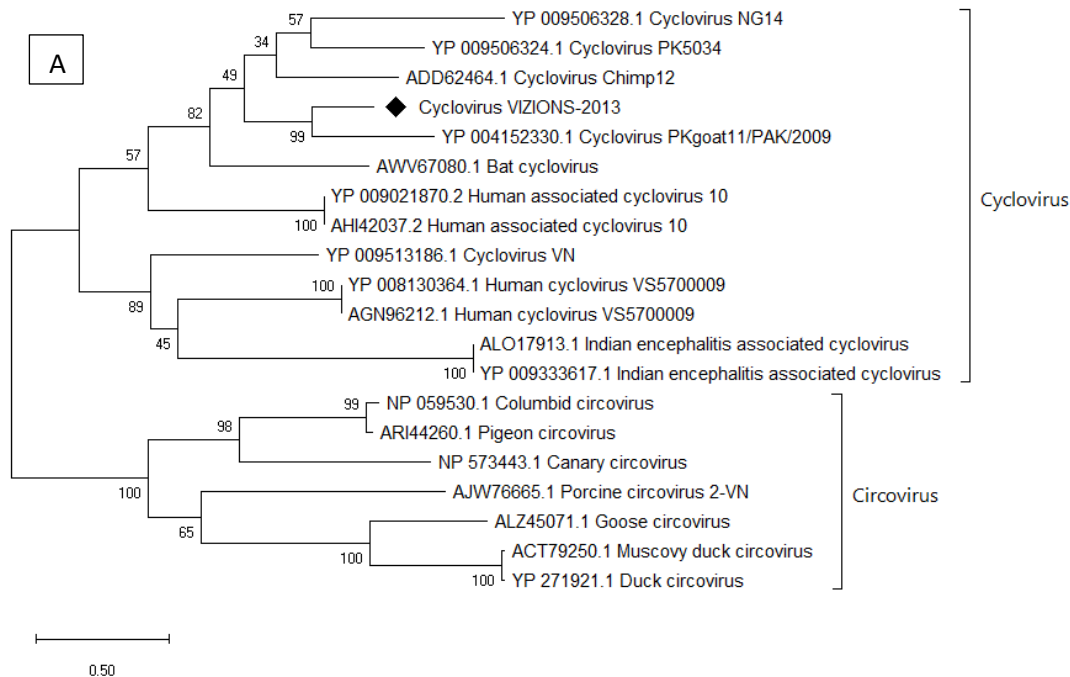 A
57
YP 009506328.1 Cyclovirus NG14
34
YP 009506324.1 Cyclovirus PK5034
49
ADD62464.1 Cyclovirus Chimp12
82
Cyclovirus VIZIONS-2013
99
YP 004152330.1 Cyclovirus PKgoat11/PAK/2009
57
AWV67080.1 Bat cyclovirus
YP 009021870.2 Human associated cyclovirus 10
Cyclovirus
100
AHI42037.2 Human associated cyclovirus 10
YP 009513186.1 Cyclovirus VN
100
YP 008130364.1 Human cyclovirus VS5700009
89
AGN96212.1 Human cyclovirus VS5700009
45
ALO17913.1 Indian encephalitis associated cyclovirus
100
YP 009333617.1 Indian encephalitis associated cyclovirus
99
NP 059530.1 Columbid circovirus
98
ARI44260.1 Pigeon circovirus
NP 573443.1 Canary circovirus
100
AJW76665.1 Porcine circovirus 2-VN
Circovirus
65
ALZ45071.1 Goose circovirus
100
ACT79250.1 Muscovy duck circovirus
100
YP 271921.1 Duck circovirus
0.50